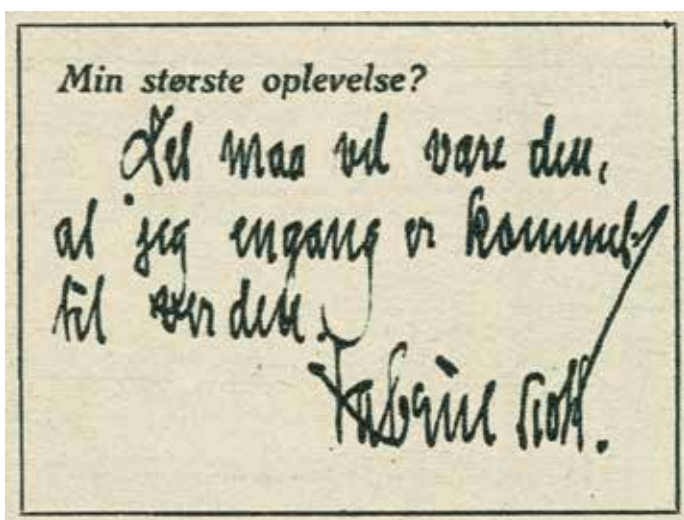 Min største oplevelse?
Det maa vel være den,
at jeg engang er kommet
til verden.